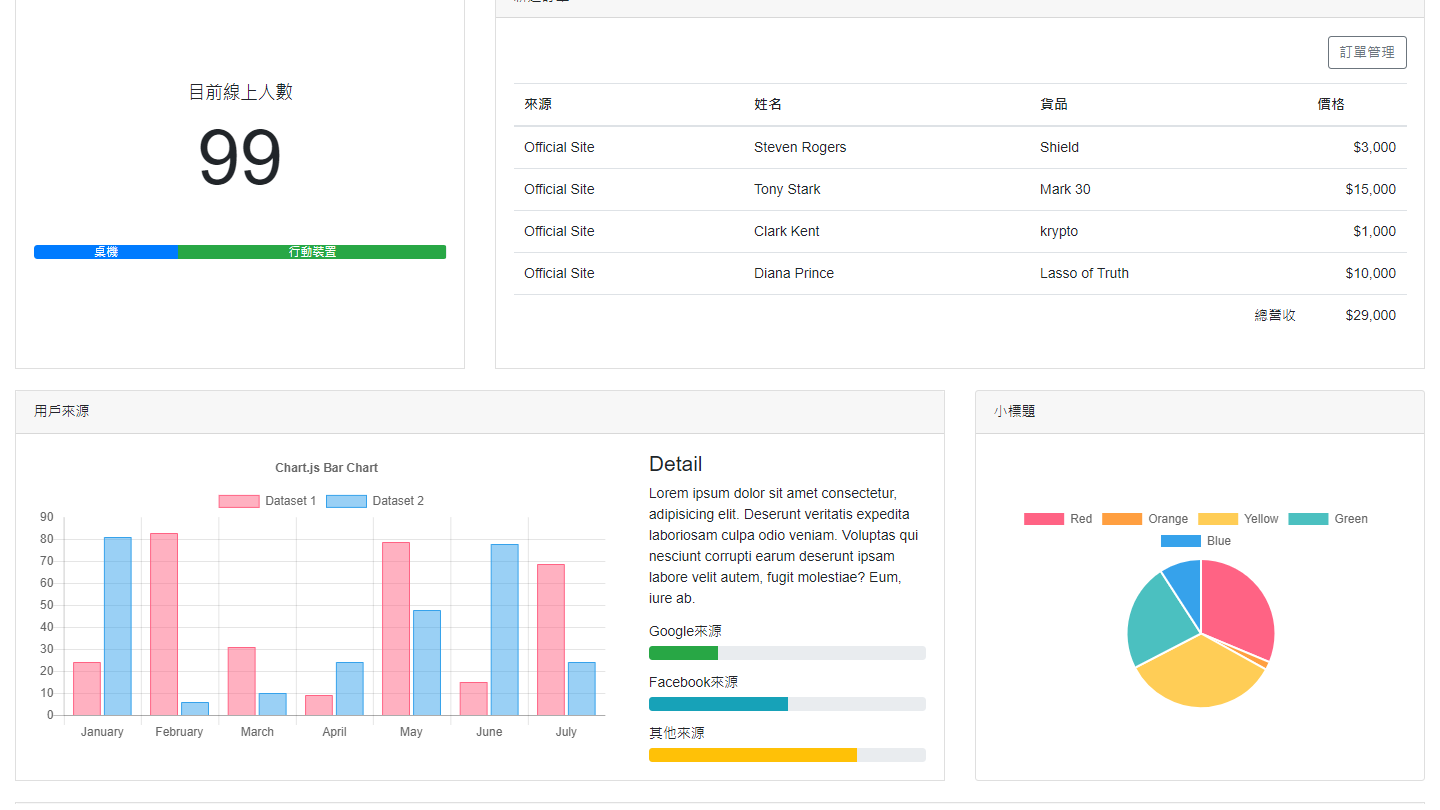 訂單管理
目前線上人數
99
桌機 行動裝置
來源 姓名 貨品 價格
Official Site Steven Rogers Shield $3,000
Official Site Tony Stark Mark 30 $15,000
Official Site Clark Kent krypto $1,000
Official Site Diana Prince Lasso of Truth $10,000
總營收 $29,000
用戶來源
Chart.js Bar Chart
Dataset 1 Dataset 2
90
80
70
60
50
40
30
20
10
0
January February March April May June July
Detail
Lorem ipsum dolor sit amet consectetur,
adipisicing elit. Deserunt veritatis expedita
laboriosam culpa odio veniam. Voluptas qui
nesciunt corrupti earum deserunt ipsam
labore velit autem, fugit molestiae? Eum,
iure ab.
Google來源
Facebook來源
其他來源
小標題
Red Orange Yellow Green
Blue